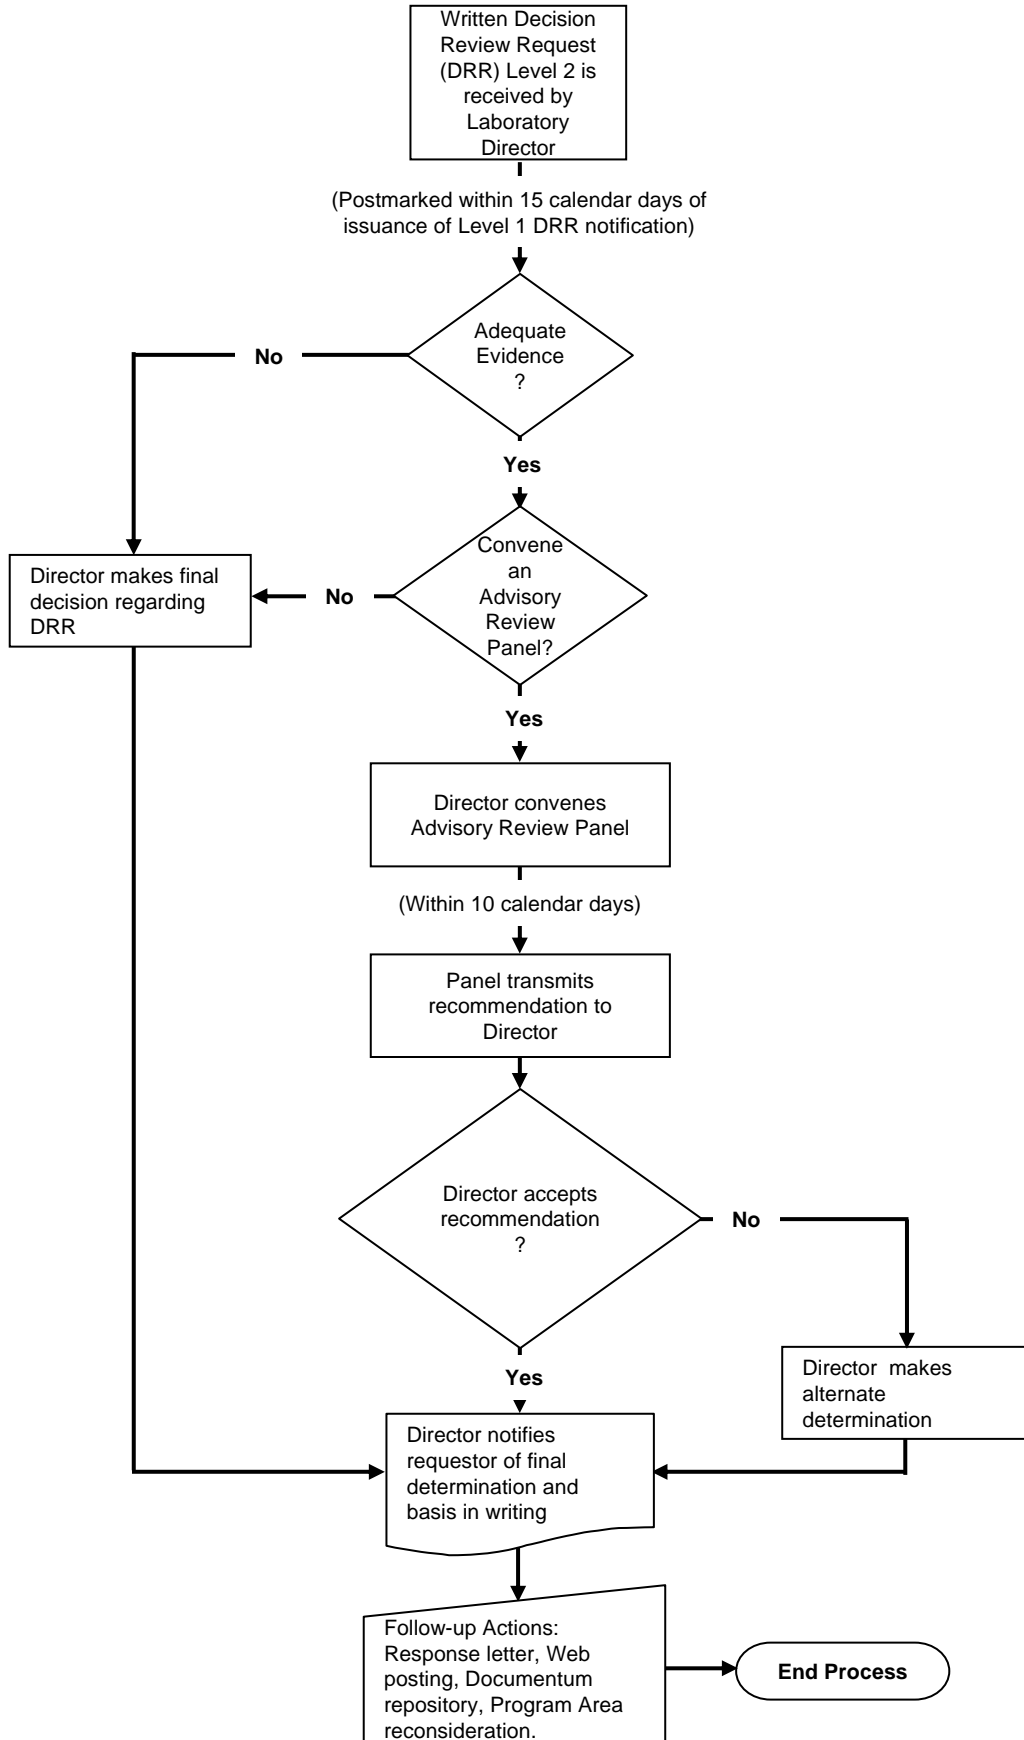 Written Decision
Review Request
(DRR) Level 2 is
received by
Laboratory
Director
(Postmarked within 15 calendar days of
issuance of Level 1 DRR notification)
Adequate
Evidence
?
No
Yes
Convene
an
Advisory
Review
Panel?
No
Director makes final
decision regarding
DRR
Yes
Director convenes
Advisory Review Panel
(Within 10 calendar days)
Panel transmits
recommendation to
Director
Director accepts
recommendation
?
No
Yes
Director makes
alternate
determination
Director notifies
requestor of final
determination and
basis in writing
Follow-up Actions:
Response letter, Web
posting, Documentum
repository, Program Area
reconsideration.
End Process